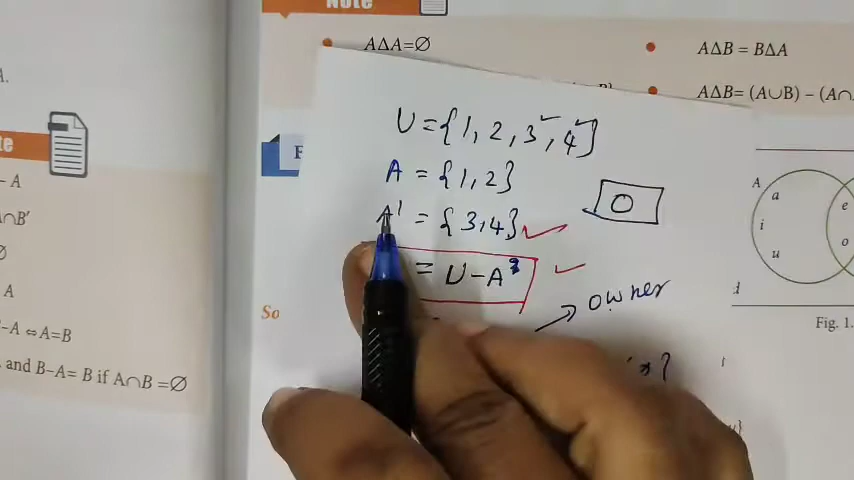 Note
AΔA=∅
AΔB = BΔA
AΔB= (A∪B) – (A∩
A.
– A
∩B'
A
–A ⇔ A=B
and B–A= B if A∩B =∅
So
U = {1, 2, 3, 4}
A = {1, 2}
A' = {3, 4}
= U - A
owner
A
a
i
u
e
o
Fig. 1.